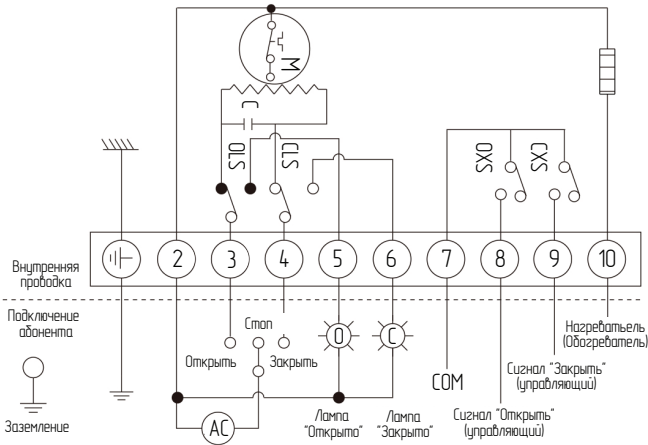 M
C
OLS
CLS
OXS
CXS
2
3
4
5
6
7
8
9
10
Внутренняя
проводка
Подключение
абонента
Заземление
Стоп
Открыть
Закрыть
AC
O
C
Лампа
"Открыто"
Лампа
"Закрыто"
COM
Сигнал "Открыть"
(управляющий)
Сигнал "Закрыть"
(управляющий)
Нагреватьель
(Обогреватель)